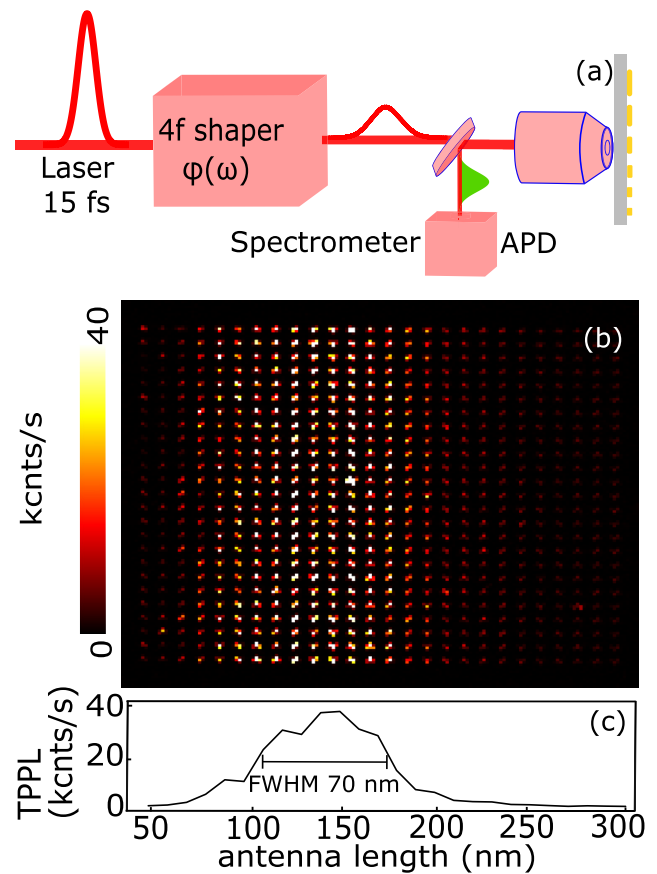 (a)
4f shaper
φ(ω)
Laser
15 fs
Spectrometer
APD
(b)
40
kcnts/s
0
(c)
40
20
0
TPPL
(kcnts/s)
FWHM 70 nm
50 100 150 200 250 300
antenna length (nm)